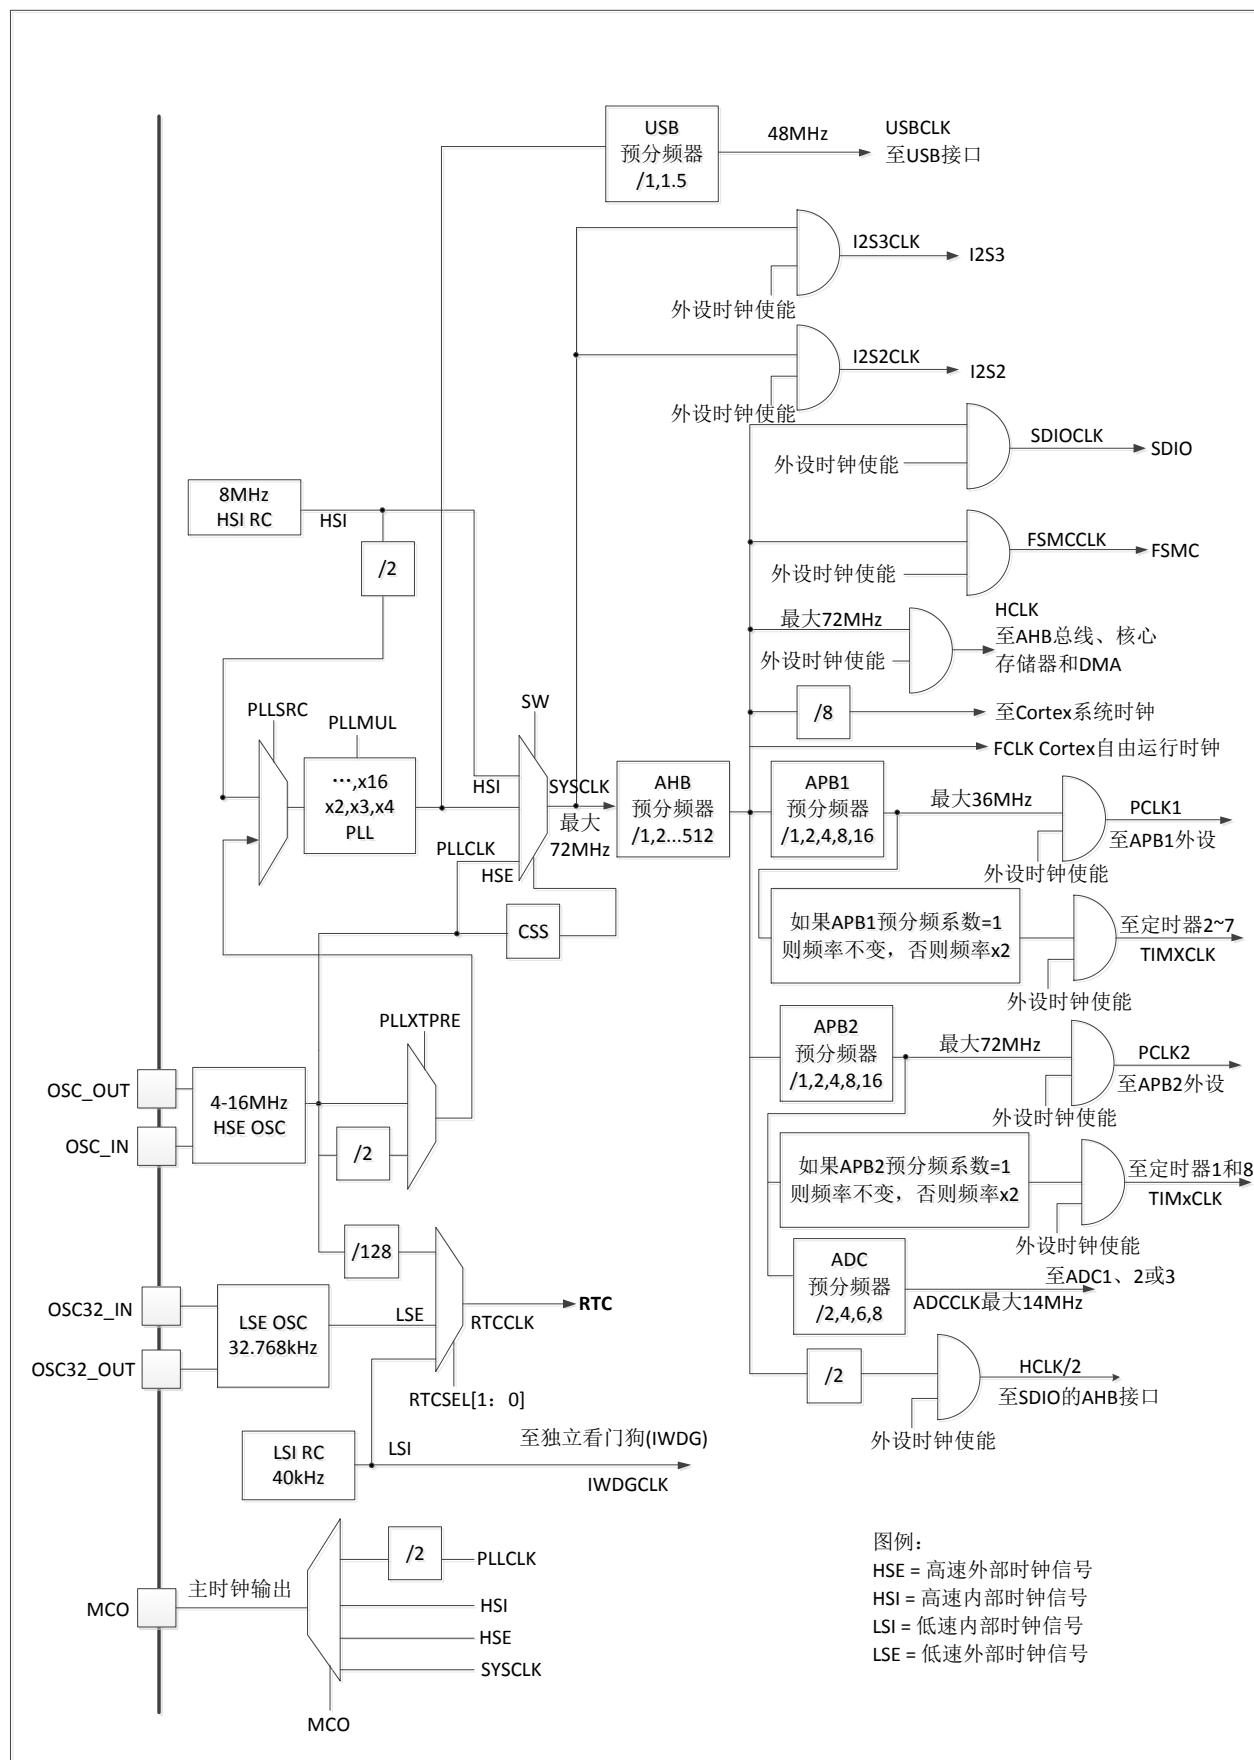 USB
预分频器
/1,1.5
48MHz
USBCLK
至USB接口
I2S3CLK
I2S3
外设时钟使能
I2S2CLK
I2S2
外设时钟使能
SDIOCLK
SDIO
外设时钟使能
8MHz
HSI RC
HSI
/2
FSMCCLK
FSMC
外设时钟使能
最大72MHz
外设时钟使能
HCLK
至AHB总线、核心
存储器和DMA
/8
至Cortex系统时钟
FCLK Cortex自由运行时钟
PLLSRC
PLLMUL
SW
⋯,x16
x2,x3,x4
PLL
HSI
PLLCLK
HSE
SYSCLK
最大
72MHz
AHB
预分频器
/1,2...512
APB1
预分频器
/1,2,4,8,16
最大36MHz
PCLK1
至APB1外设
外设时钟使能
CSS
如果APB1预分频系数=1
则频率不变，否则频率x2
至定时器2~7
TIMXCLK
外设时钟使能
PLLXTPRE
APB2
预分频器
/1,2,4,8,16
最大72MHz
PCLK2
至APB2外设
外设时钟使能
OSC_OUT
OSC_IN
4-16MHz
HSE OSC
/2
如果APB2预分频系数=1
则频率不变，否则频率x2
至定时器1和8
TIMxCLK
外设时钟使能
/128
OSC32_IN
OSC32_OUT
LSE OSC
32.768kHz
LSE
RTCCLK
RTC
RTCSEL[1：0]
ADC
预分频器
/2,4,6,8
至ADC1、2或3
ADCCLK最大14MHz
/2
HCLK/2
至SDIO的AHB接口
外设时钟使能
LSI RC
40kHz
LSI
至独立看门狗(IWDG)
IWDGCLK
MCO
主时钟输出
/2
PLLCLK
HSI
HSE
SYSCLK
MCO
图例：
HSE = 高速外部时钟信号
HSI = 高速内部时钟信号
LSI = 低速内部时钟信号
LSE = 低速外部时钟信号